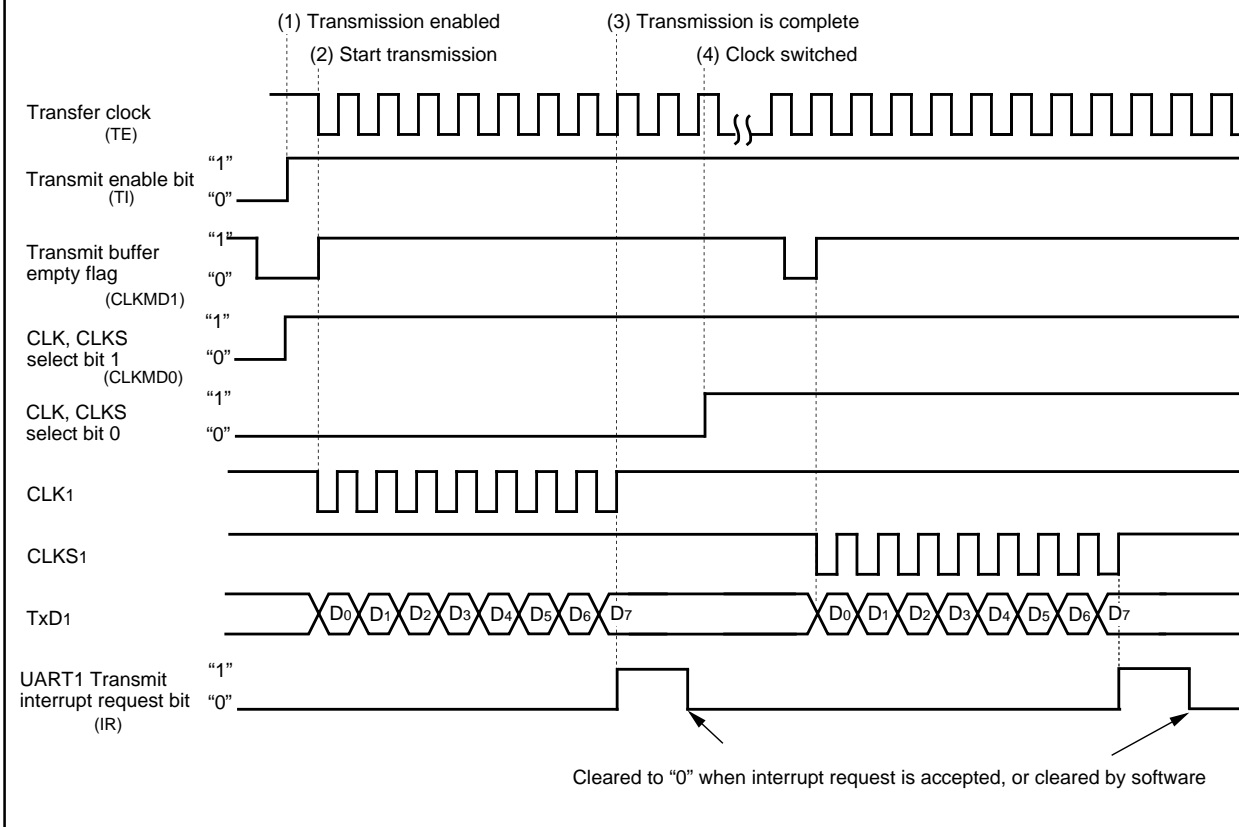 (1) Transmission enabled
(3) Transmission is complete
(2) Start transmission
(4) Clock switched
Transfer clock
(TE)
Transmit enable bit
(TI)
“1”
“0”
Transmit buffer
empty flag
(CLKMD1)
“1”
“0”
CLK, CLKS
select bit 1
(CLKMD0)
“1”
“0”
CLK, CLKS
select bit 0
“1”
“0”
CLK1
CLKS1
TxD1
D0 D1 D2 D3 D4 D5 D6 D7
D0 D1 D2 D3 D4 D5 D6 D7
UART1 Transmit
interrupt request bit
(IR)
“1”
“0”
Cleared to “0” when interrupt request is accepted, or cleared by software